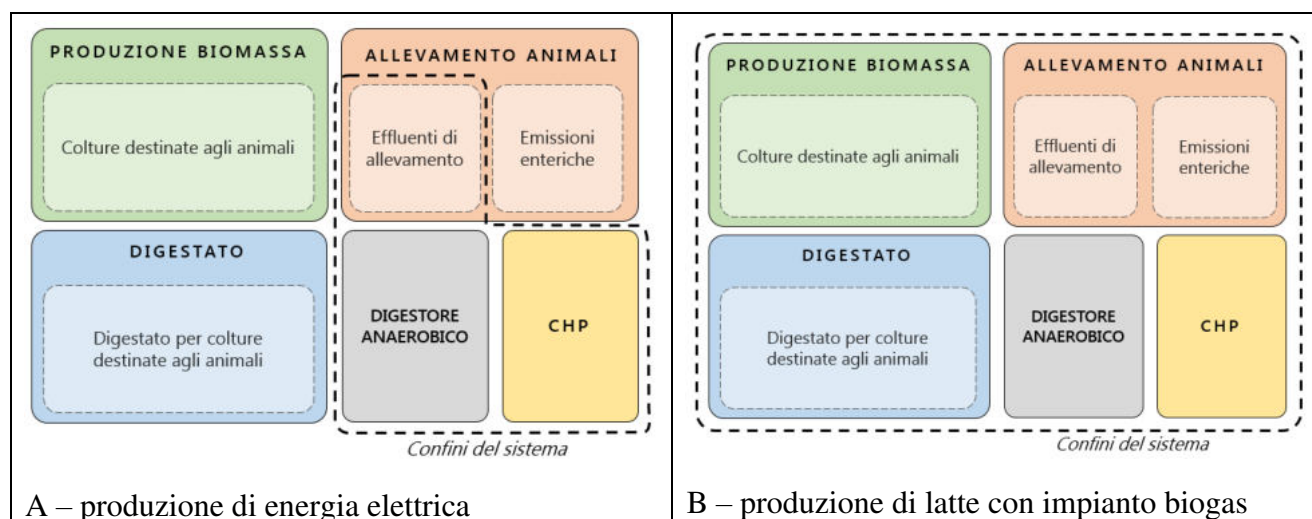 PRODUZIONE BIOMASSA
Colture destinate agli animali
ALLEVAMENTO ANIMALI
Effluenti di
allevamento
Emissioni
enteriche
DIGESTATO
Digestato per colture
destinate agli animali
DIGESTORE
ANAEROBICO
CHP
Confini del sistema
A – produzione di energia elettrica
PRODUZIONE BIOMASSA
Colture destinate agli animali
ALLEVAMENTO ANIMALI
Effluenti di
allevamento
Emissioni
enteriche
DIGESTATO
Digestato per colture
destinate agli animali
DIGESTORE
ANAEROBICO
CHP
Confini del sistema
B – produzione di latte con impianto biogas